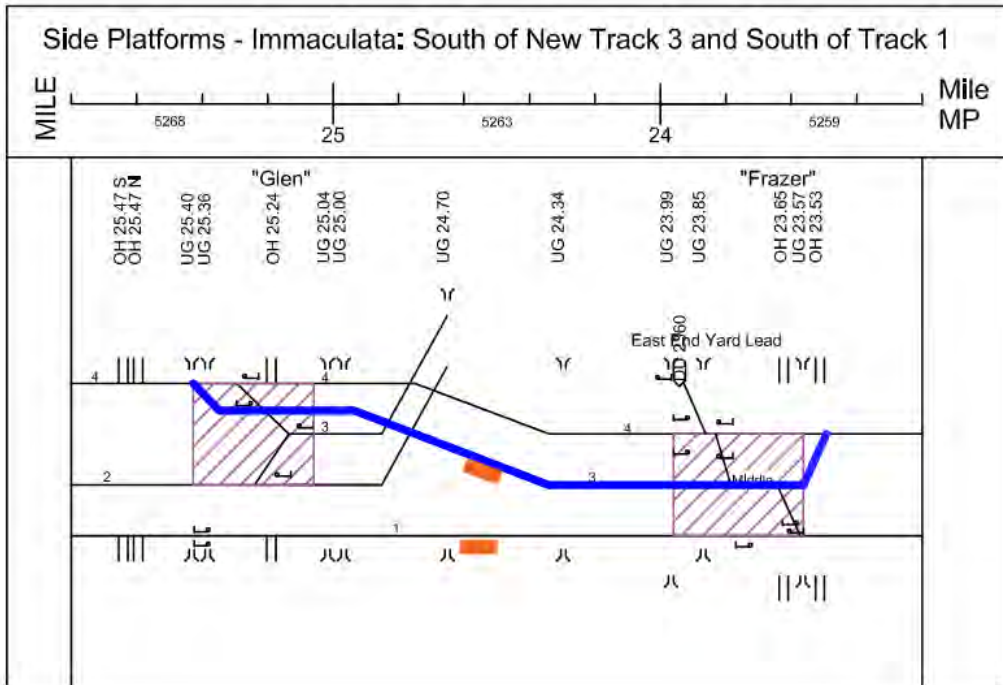 Side Platforms - Immaculata: South of New Track 3 and South of Track 1
MILE
Mile
MP
5268
25
5263
24
5259
"Glen"
"Frazer"
OH 25.47 S
OH 25.47 N
UG 25.40
UG 25.36
OH 25.24
UG 25.04
UG 25.00
UG 24.70
UG 24.34
UG 23.99
UG 23.85
OH 23.65
UG 23.57
OH 23.53
East End Yard Lead
4
4
3
4
2
3
Middle
1